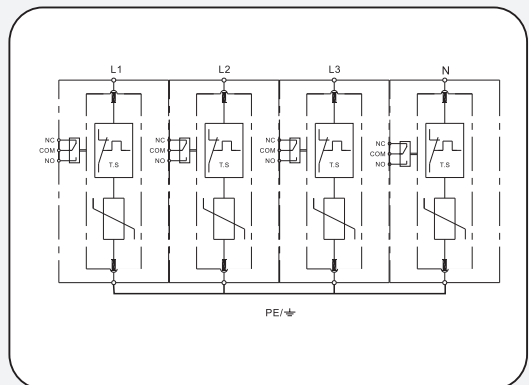 L1 L2 L3 N
NC NC NC NC
COM COM COM COM
NO NO NO NO
T.S T.S T.S T.S
PE/